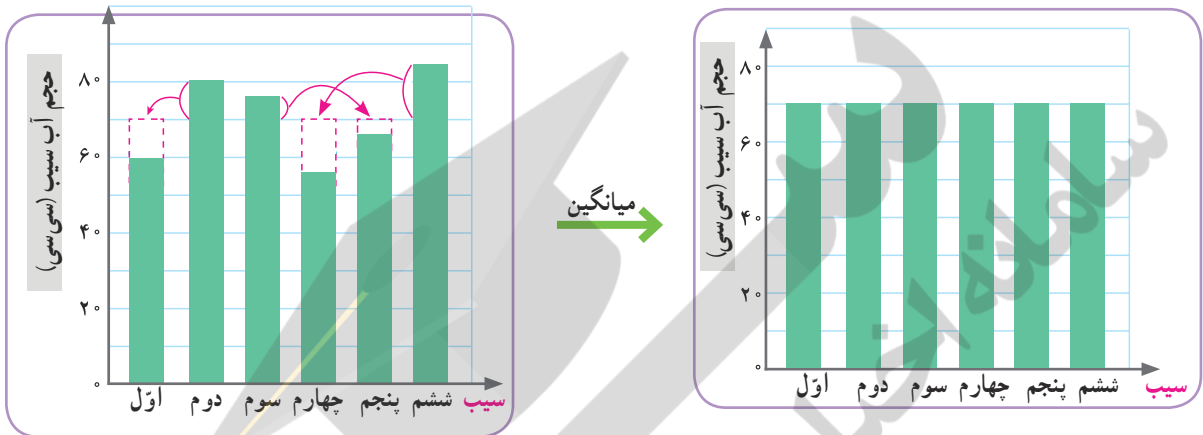 حجم آب سیب (سی‌سی)
۸۰
۶۰
۴۰
۲۰
۰
اوّل دوم سوم چهارم پنجم ششم سیب
میانگین
حجم آب سیب (سی‌سی)
۸۰
۶۰
۴۰
۲۰
۰
اوّل دوم سوم چهارم پنجم ششم سیب